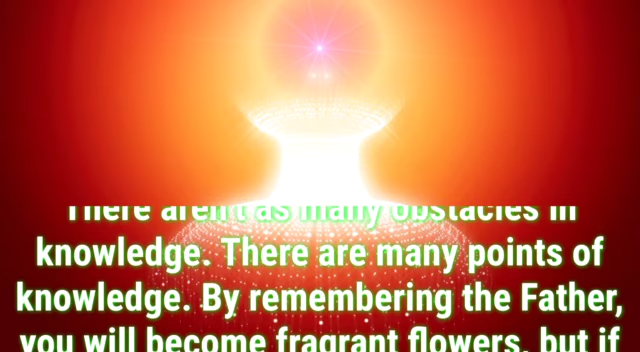 There aren't as many obstacles in
knowledge. There are many points of
knowledge. By remembering the Father,
you will become fragrant flowers, but if